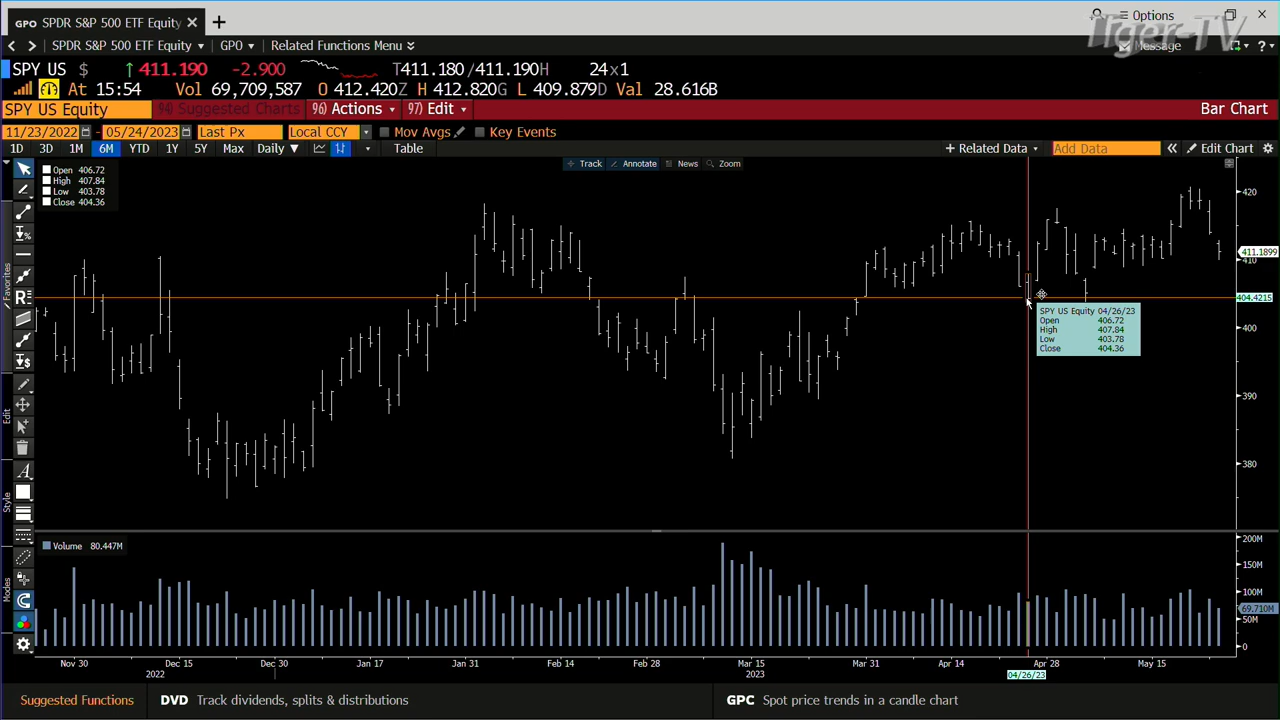 GPO SPDR S&P 500 ETF Equity
Options
Tiger-TV
SPDR S&P 500 ETF Equity GPO Related Functions Menu
Message
SPY US $ 411.190 -2.900 T411.180/411.190H 24x1
At 15:54 Vol 69,709,587 O 412.420Z H 412.820G L 409.879D Val 28.616B
SPY US Equity 94) Suggested Charts 96) Actions 97) Edit Bar Chart
11/23/2022 - 05/24/2023 Last Px Local CCY Mov Avgs Key Events
1D 3D 1M 6M YTD 1Y 5Y Max Daily Table + Related Data Add Data Edit Chart
Track Annotate News Zoom
Open 406.72
High 407.84
Low 403.78
Close 404.36
420
411.1899
410
404.4215
400
390
380
SPY US Equity 04/26/23
Open 406.72
High 407.84
Low 403.78
Close 404.36
Favorites
Edit
Style
Modes
Volume 80.447M
200M
150M
100M
69.710M
50M
0
Nov 30 Dec 15 Dec 30 Jan 17 Jan 31 Feb 14 Feb 28 Mar 15 Mar 31 Apr 14 Apr 28 May 15
2022 2023 04/26/23
Suggested Functions DVD Track dividends, splits & distributions GPC Spot price trends in a candle chart